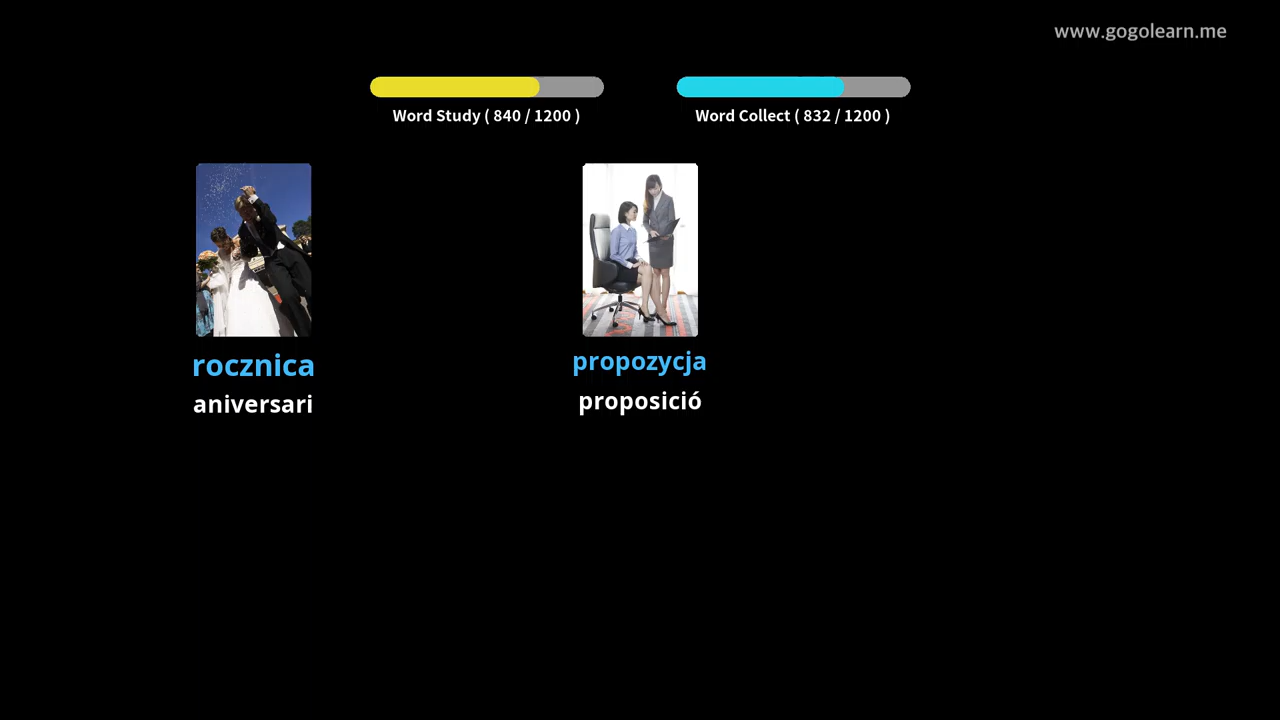 www.gogolearn.me
Word Study ( 840 / 1200 )
Word Collect ( 832 / 1200 )
rocznica
aniversari
propozycja
proposició